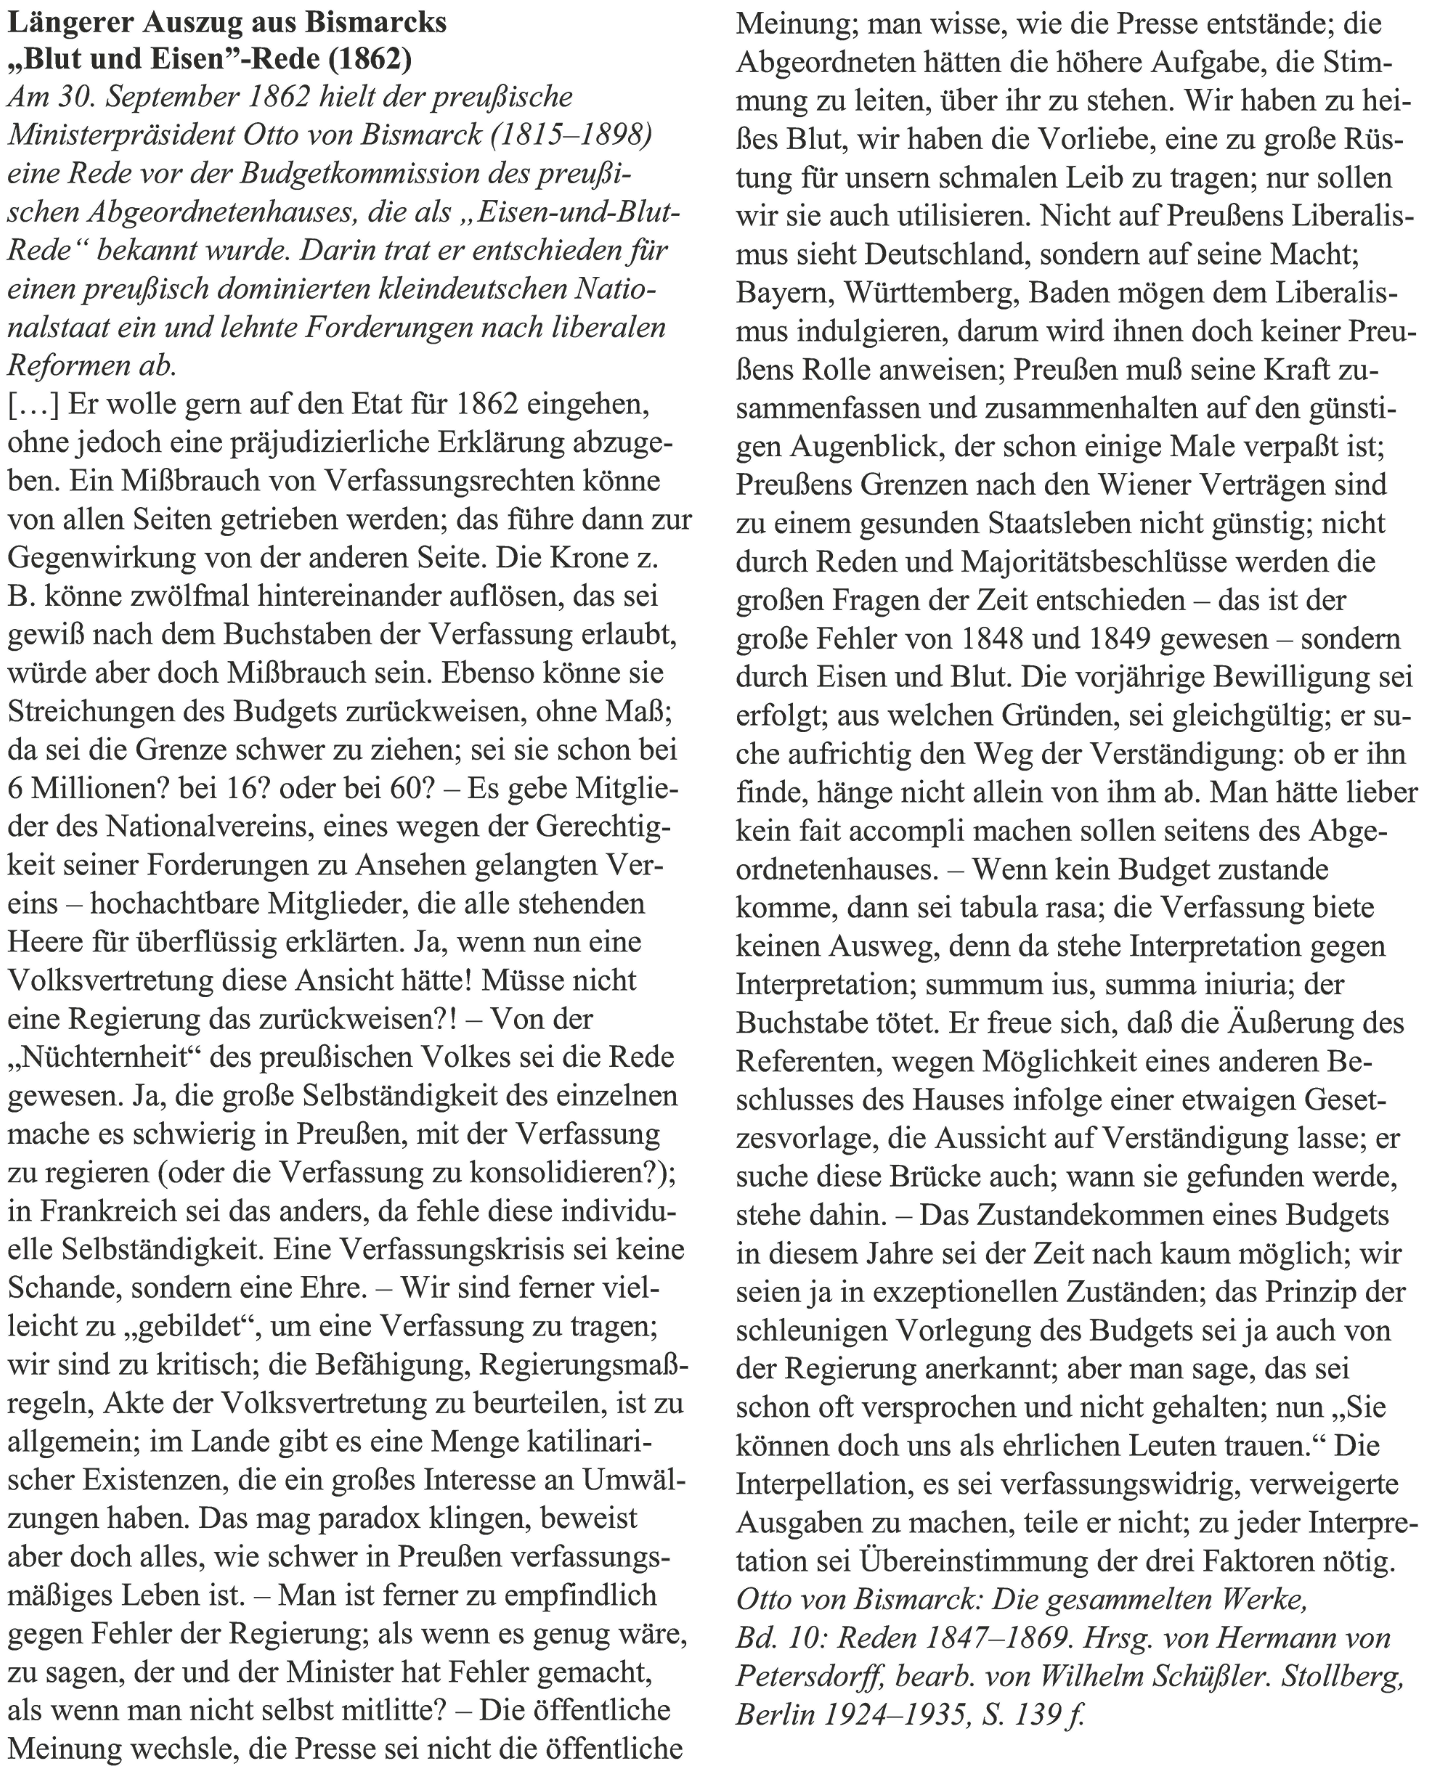 Längerer Auszug aus Bismarcks
„Blut und Eisen”-Rede (1862)
Am 30. September 1862 hielt der preußische
Ministerpräsident Otto von Bismarck (1815–1898)
eine Rede vor der Budgetkommission des preußi-
schen Abgeordnetenhauses, die als „Eisen-und-Blut-
Rede“ bekannt wurde. Darin trat er entschieden für
einen preußisch dominierten kleindeutschen Natio-
nalstaat ein und lehnte Forderungen nach liberalen
Reformen ab.
[…] Er wolle gern auf den Etat für 1862 eingehen,
ohne jedoch eine präjudizierliche Erklärung abzuge-
ben. Ein Mißbrauch von Verfassungsrechten könne
von allen Seiten getrieben werden; das führe dann zur
Gegenwirkung von der anderen Seite. Die Krone z.
B. könne zwölfmal hintereinander auflösen, das sei
gewiß nach dem Buchstaben der Verfassung erlaubt,
würde aber doch Mißbrauch sein. Ebenso könne sie
Streichungen des Budgets zurückweisen, ohne Maß;
da sei die Grenze schwer zu ziehen; sei sie schon bei
6 Millionen? bei 16? oder bei 60? – Es gebe Mitglie-
der des Nationalvereins, eines wegen der Gerechtig-
keit seiner Forderungen zu Ansehen gelangten Ver-
eins – hochachtbare Mitglieder, die alle stehenden
Heere für überflüssig erklärten. Ja, wenn nun eine
Volksvertretung diese Ansicht hätte! Müsse nicht
eine Regierung das zurückweisen?! – Von der
„Nüchternheit“ des preußischen Volkes sei die Rede
gewesen. Ja, die große Selbständigkeit des einzelnen
mache es schwierig in Preußen, mit der Verfassung
zu regieren (oder die Verfassung zu konsolidieren?);
in Frankreich sei das anders, da fehle diese individu-
elle Selbständigkeit. Eine Verfassungskrisis sei keine
Schande, sondern eine Ehre. – Wir sind ferner viel-
leicht zu „gebildet“, um eine Verfassung zu tragen;
wir sind zu kritisch; die Befähigung, Regierungsmaß-
regeln, Akte der Volksvertretung zu beurteilen, ist zu
allgemein; im Lande gibt es eine Menge katilinari-
scher Existenzen, die ein großes Interesse an Umwäl-
zungen haben. Das mag paradox klingen, beweist
aber doch alles, wie schwer in Preußen verfassungs-
mäßiges Leben ist. – Man ist ferner zu empfindlich
gegen Fehler der Regierung; als wenn es genug wäre,
zu sagen, der und der Minister hat Fehler gemacht,
als wenn man nicht selbst mitlitte? – Die öffentliche
Meinung wechsle, die Presse sei nicht die öffentliche
Meinung; man wisse, wie die Presse entstände; die
Abgeordneten hätten die höhere Aufgabe, die Stim-
mung zu leiten, über ihr zu stehen. Wir haben zu hei-
ßes Blut, wir haben die Vorliebe, eine zu große Rüs-
tung für unsern schmalen Leib zu tragen; nur sollen
wir sie auch utilisieren. Nicht auf Preußens Liberalis-
mus sieht Deutschland, sondern auf seine Macht;
Bayern, Württemberg, Baden mögen dem Liberalis-
mus indulgieren, darum wird ihnen doch keiner Preu-
ßens Rolle anweisen; Preußen muß seine Kraft zu-
sammenfassen und zusammenhalten auf den günsti-
gen Augenblick, der schon einige Male verpaßt ist;
Preußens Grenzen nach den Wiener Verträgen sind
zu einem gesunden Staatsleben nicht günstig; nicht
durch Reden und Majoritätsbeschlüsse werden die
großen Fragen der Zeit entschieden – das ist der
große Fehler von 1848 und 1849 gewesen – sondern
durch Eisen und Blut. Die vorjährige Bewilligung sei
erfolgt; aus welchen Gründen, sei gleichgültig; er su-
che aufrichtig den Weg der Verständigung: ob er ihn
finde, hänge nicht allein von ihm ab. Man hätte lieber
kein fait accompli machen sollen seitens des Abge-
ordnetenhauses. – Wenn kein Budget zustande
komme, dann sei tabula rasa; die Verfassung biete
keinen Ausweg, denn da stehe Interpretation gegen
Interpretation; summum ius, summa iniuria; der
Buchstabe tötet. Er freue sich, daß die Äußerung des
Referenten, wegen Möglichkeit eines anderen Be-
schlusses des Hauses infolge einer etwaigen Geset-
zesvorlage, die Aussicht auf Verständigung lasse; er
suche diese Brücke auch; wann sie gefunden werde,
stehe dahin. – Das Zustandekommen eines Budgets
in diesem Jahre sei der Zeit nach kaum möglich; wir
seien ja in exzeptionellen Zuständen; das Prinzip der
schleunigen Vorlegung des Budgets sei ja auch von
der Regierung anerkannt; aber man sage, das sei
schon oft versprochen und nicht gehalten; nun „Sie
können doch uns als ehrlichen Leuten trauen.“ Die
Interpellation, es sei verfassungswidrig, verweigerte
Ausgaben zu machen, teile er nicht; zu jeder Interpre-
tation sei Übereinstimmung der drei Faktoren nötig.
Otto von Bismarck: Die gesammelten Werke,
Bd. 10: Reden 1847–1869. Hrsg. von Hermann von
Petersdorff, bearb. von Wilhelm Schüßler. Stollberg,
Berlin 1924–1935, S. 139 f.